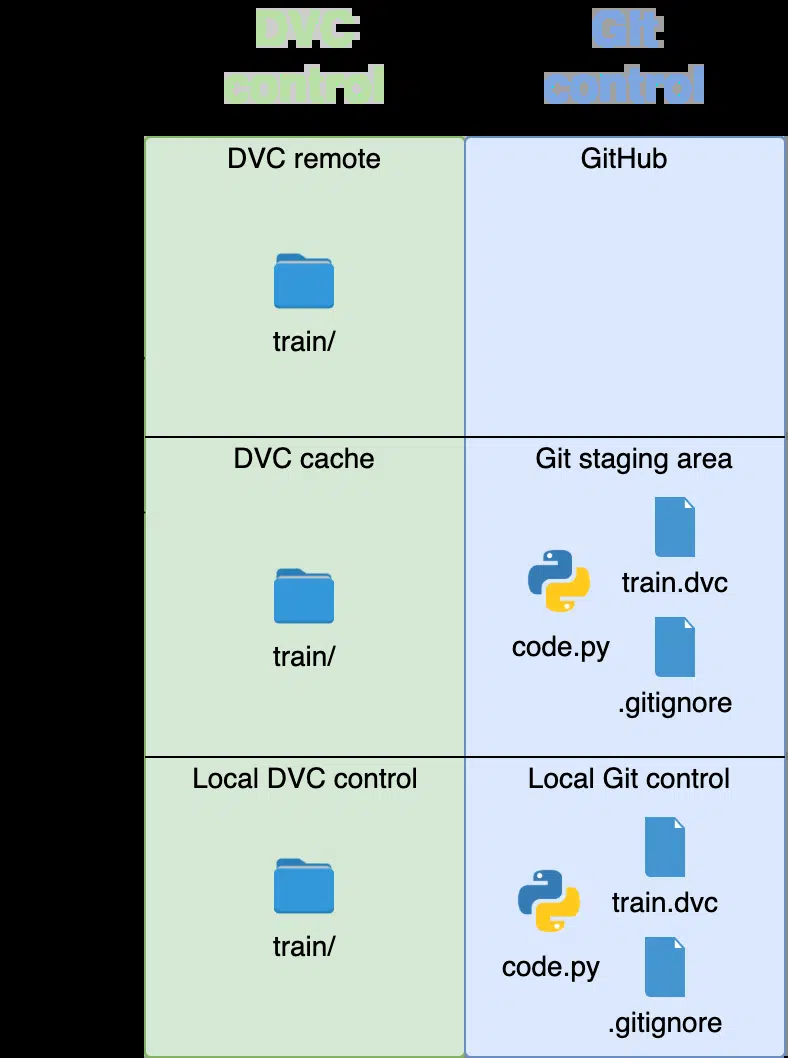 DVC
control
Git
control
DVC remote
GitHub
train/
DVC cache
Git staging area
train/
code.py
train.dvc
.gitignore
Local DVC control
Local Git control
train/
code.py
train.dvc
.gitignore